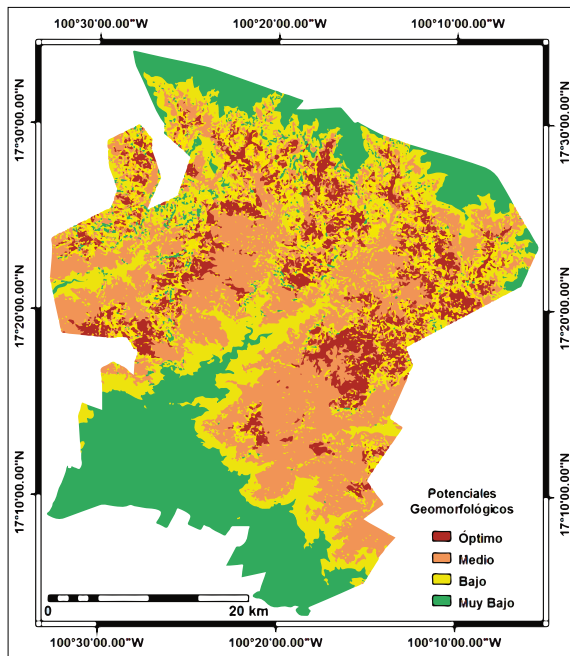 100°30'00.00"W 100°20'00.00"W 100°10'00.00"W
17°30'00.00"N 17°30'00.00"N
17°20'00.00"N 17°20'00.00"N
17°10'00.00"N 17°10'00.00"N
Potenciales
Geomorfológicos
Óptimo
Medio
Bajo
Muy Bajo
0 20 km
100°30'00.00"W 100°20'00.00"W 100°10'00.00"W